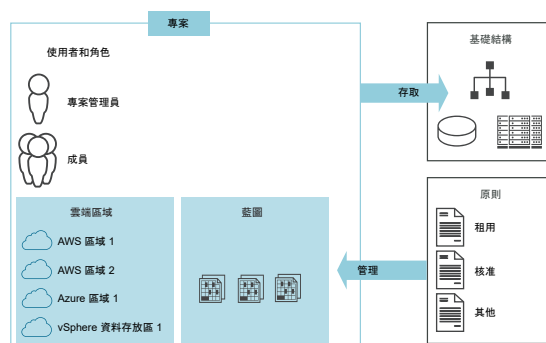 專案
使用者和角色
專案管理員
成員
雲端區域
AWS 區域 1
AWS 區域 2
Azure 區域 1
vSphere 資料存放區 1
藍圖
存取
管理
基礎結構
原則
租用
核准
其他